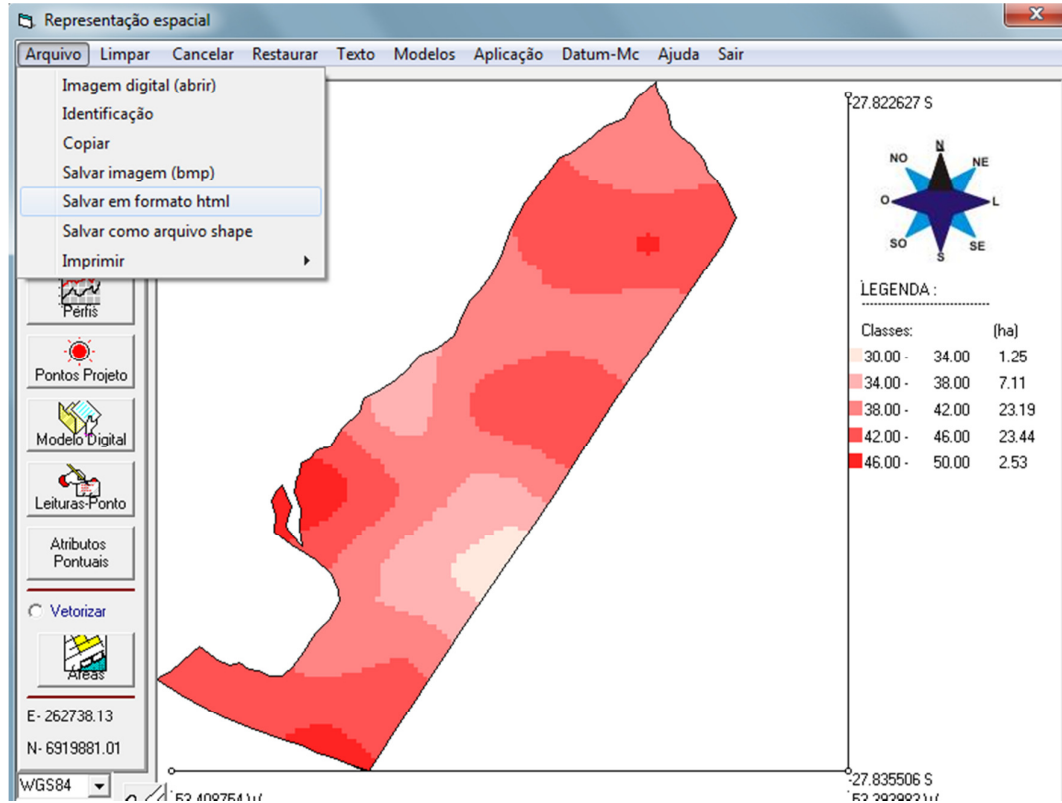 Representação espacial
Arquivo Limpar Cancelar Restaurar Texto Modelos Aplicação Datum-Mc Ajuda Sair
Imagem digital (abrir)
Identificação
Copiar
Salvar imagem (bmp)
Salvar em formato html
Salvar como arquivo shape
Imprimir
Perfis
Pontos Projeto
Modelo Digital
Leituras-Ponto
Atributos
Pontuais
Vetorizar
Áreas
E- 262738.13
N- 6919881.01
WGS84
-27.822627 S
N
NO NE
O L
SO SE
S
LEGENDA :
Classes: (ha)
30.00 - 34.00 1.25
34.00 - 38.00 7.11
38.00 - 42.00 23.19
42.00 - 46.00 23.44
46.00 - 50.00 2.53
-27.835506 S